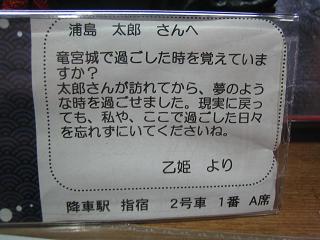 浦島 太郎 さんへ
竜宮城で過ごした時を覚えていま
すか？
太郎さんが訪れてから、夢のよう
な時を過ごせました。現実に戻っ
ても、私や、ここで過ごした日々
を忘れずにいてくださいね。
乙姫 より
降車駅 指宿 2号車 1番 A席